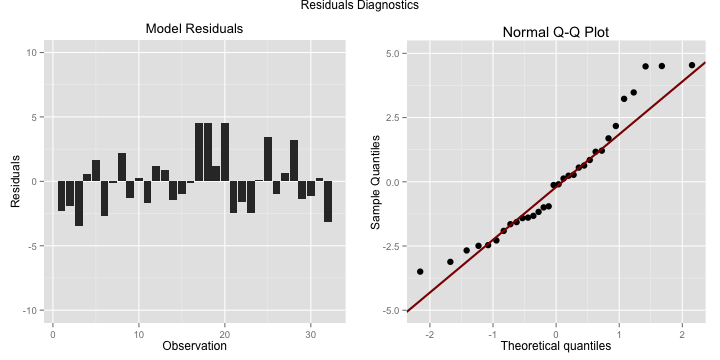 Residuals Diagnostics
Model Residuals
10
5
0
-5
-10
0
10
20
30
Residuals
Observation
Normal Q-Q Plot
5.0
2.5
0.0
-2.5
-5.0
-2
-1
0
1
2
Sample Quantiles
Theoretical quantiles